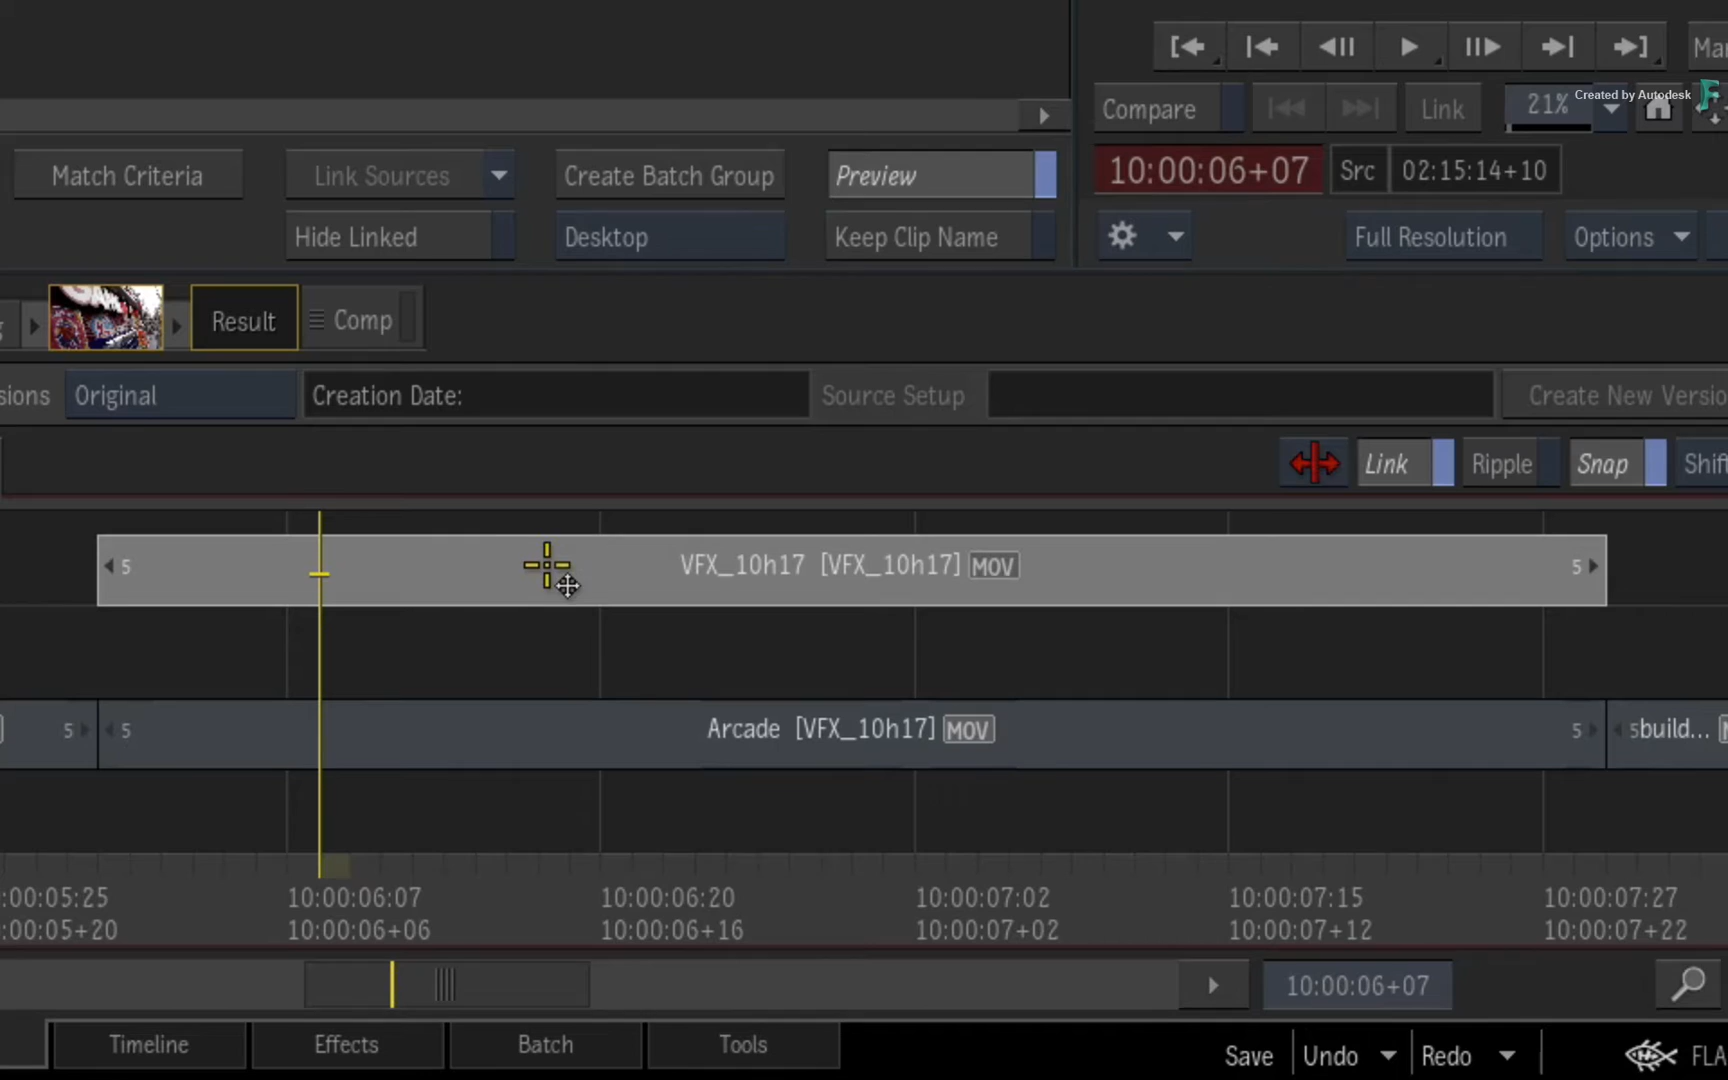 Mar
Compare
Link
21%
Created by Autodesk
Match Criteria
Link Sources
Create Batch Group
Preview
10:00:06+07
Src
02:15:14+10
Hide Linked
Desktop
Keep Clip Name
Full Resolution
Options
g
Result
Comp
sions
Original
Creation Date:
Source Setup
Create New Versio
Link
Ripple
Snap
Shif
5
VFX_10h17 [VFX_10h17] MOV
5
5
5
Arcade [VFX_10h17] MOV
5
5build...
:00:05:25
10:00:06:07
10:00:06:20
10:00:07:02
10:00:07:15
10:00:07:27
:00:05+20
10:00:06+06
10:00:06+16
10:00:07+02
10:00:07+12
10:00:07+22
10:00:06+07
Timeline
Effects
Batch
Tools
Save
Undo
Redo
FLA